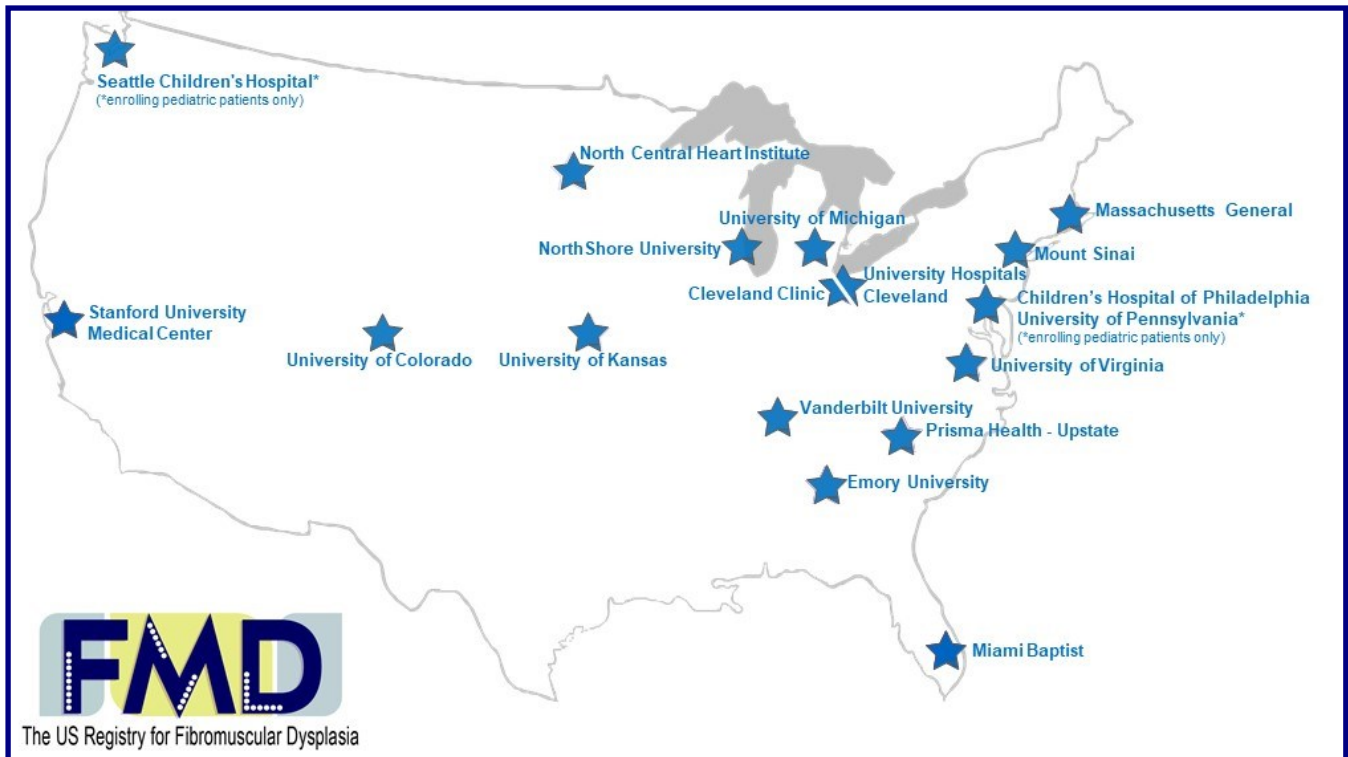 Seattle Children's Hospital*
(*enrolling pediatric patients only)
North Central Heart Institute
University of Michigan
North Shore University
Massachusetts General
Mount Sinai
University Hospitals
Cleveland
Cleveland Clinic
Children's Hospital of Philadelphia
University of Pennsylvania*
(*enrolling pediatric patients only)
Stanford University
Medical Center
University of Colorado
University of Kansas
University of Virginia
Vanderbilt University
Prisma Health - Upstate
Emory University
Miami Baptist
FMD
The US Registry for Fibromuscular Dysplasia